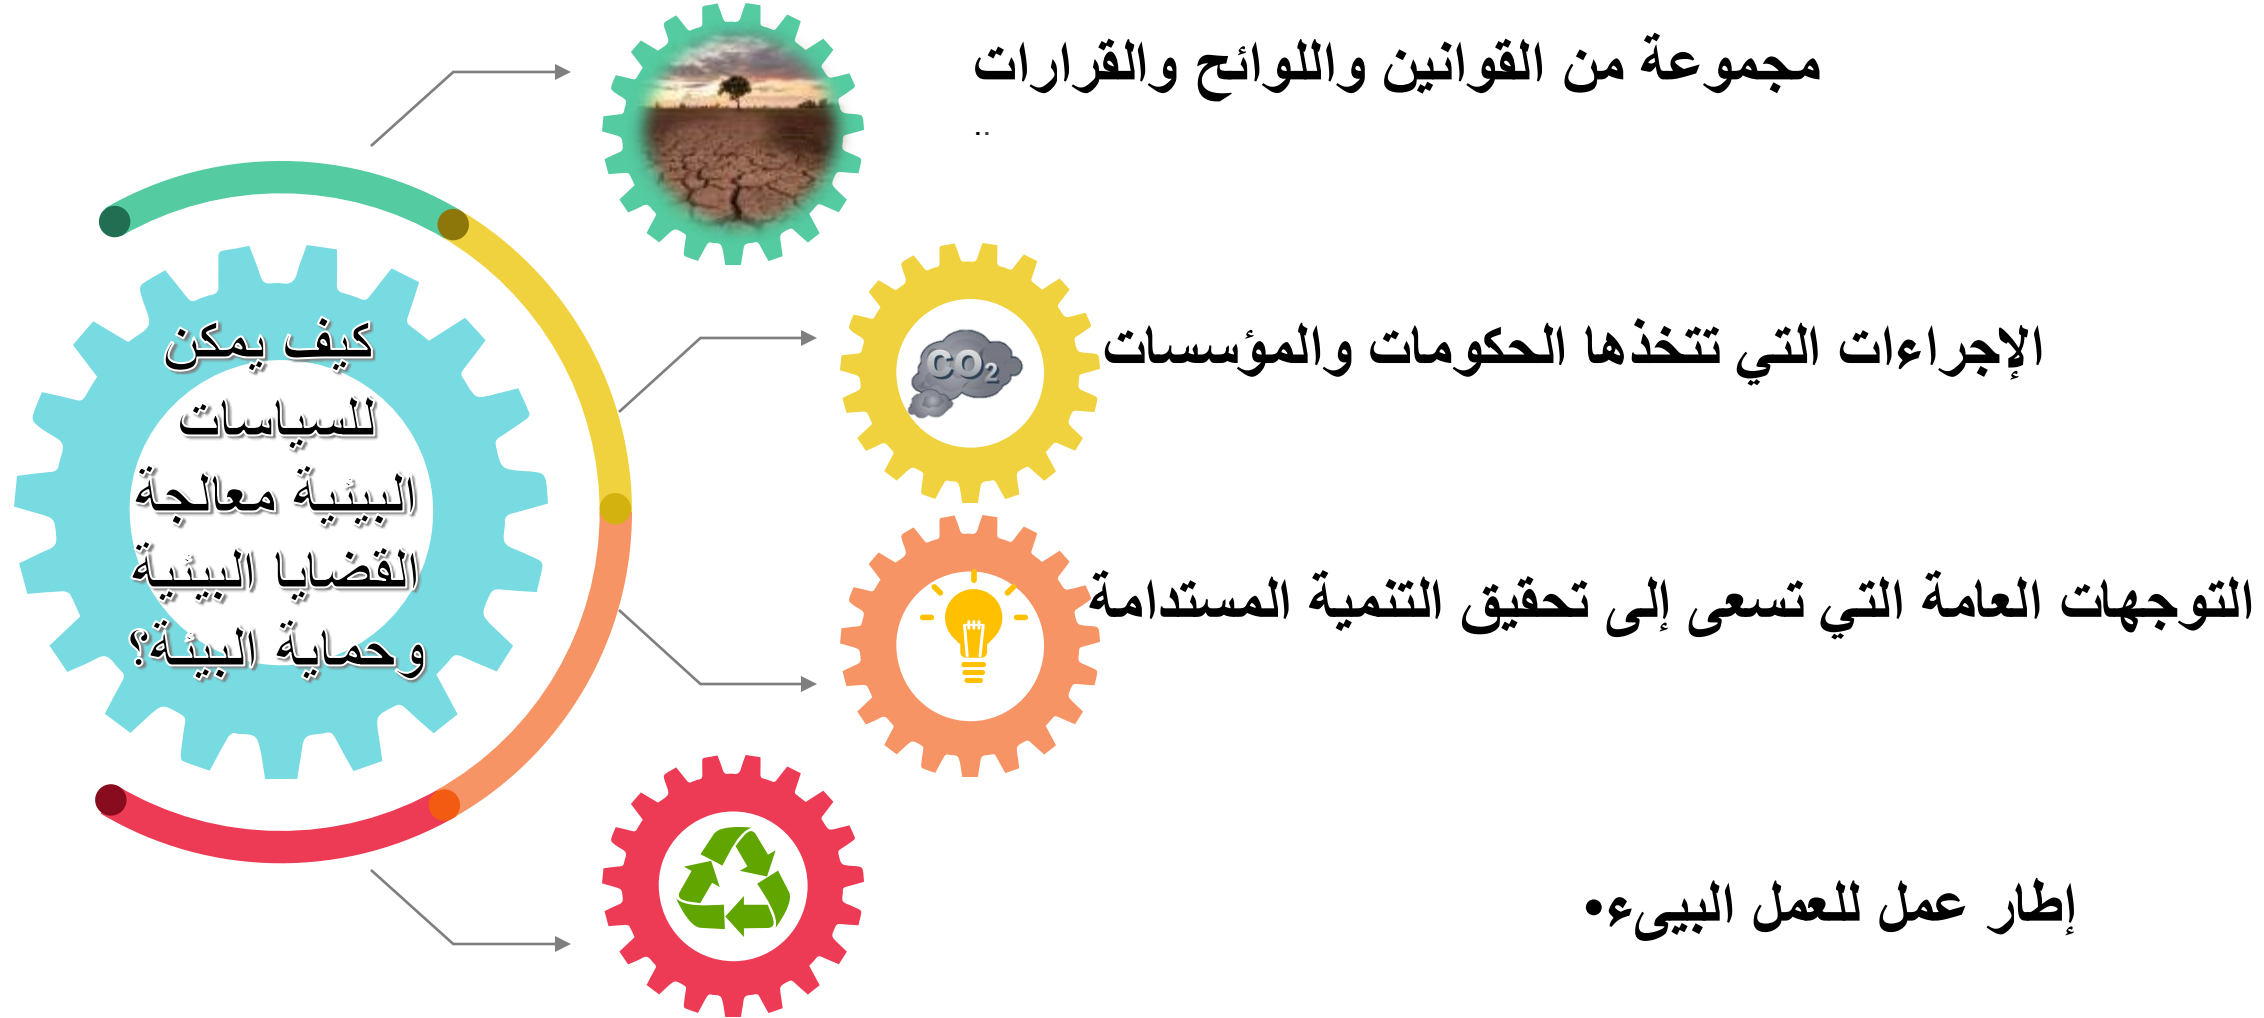 كيف يمكن
للسياسات
البيئية معالجة
القضايا البيئية
وحماية البيئة؟
مجموعة من القوانين واللوائح والقرارات
..
CO2
الإجراءات التي تتخذها الحكومات والمؤسسات
التوجهات العامة التي تسعى إلى تحقيق التنمية المستدامة
إطار عمل للعمل البيىء•